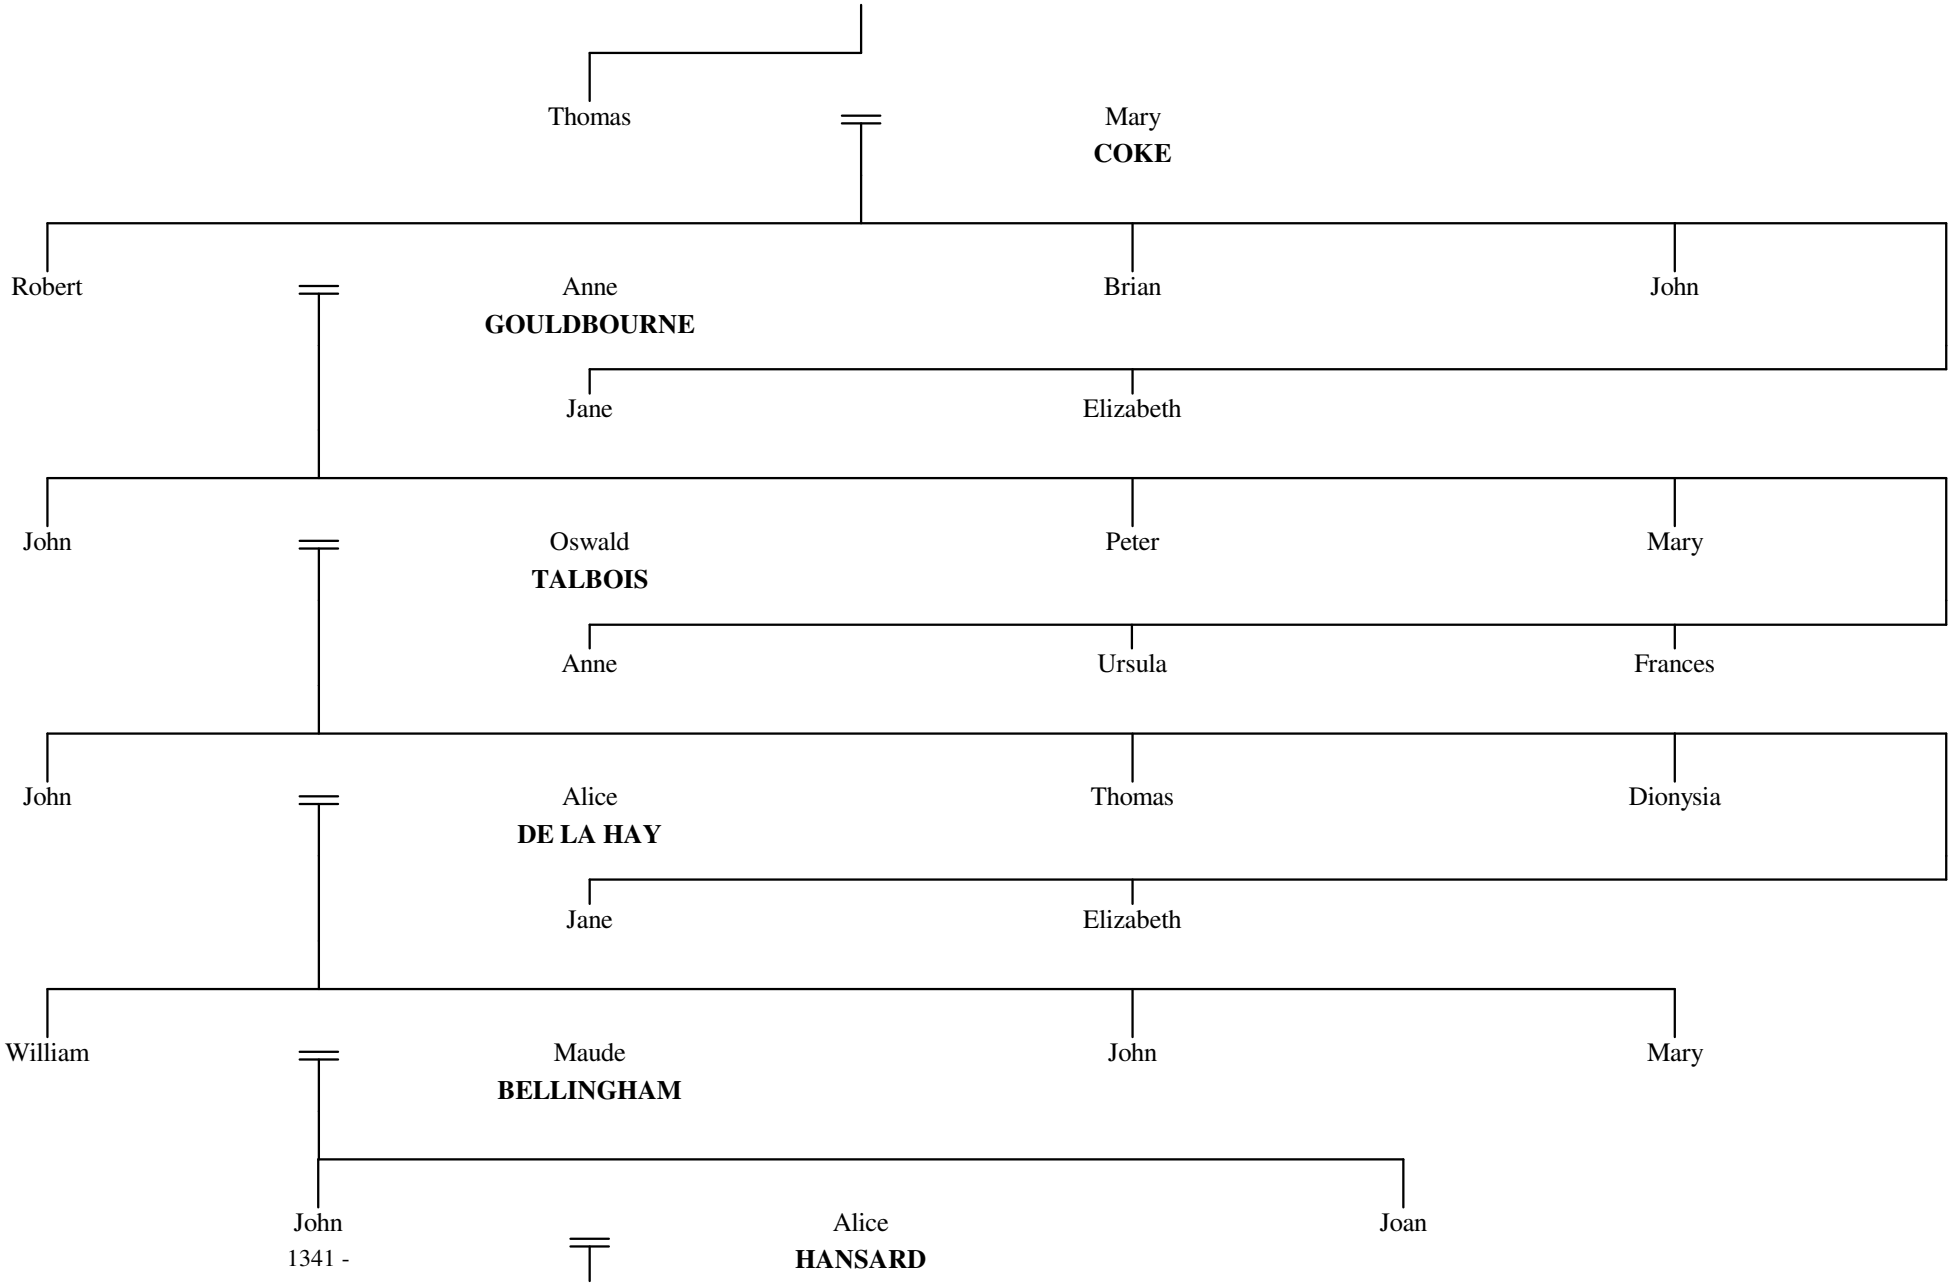 Thomas
Mary
COKE
Robert
Anne
GOULDBOURNE
Brian
John
Jane
Elizabeth
John
Oswald
TALBOIS
Peter
Mary
Anne
Ursula
Frances
John
Alice
DE LA HAY
Thomas
Dionysia
Jane
Elizabeth
William
Maude
BELLINGHAM
John
Mary
John
1341 -
Alice
HANSARD
Joan